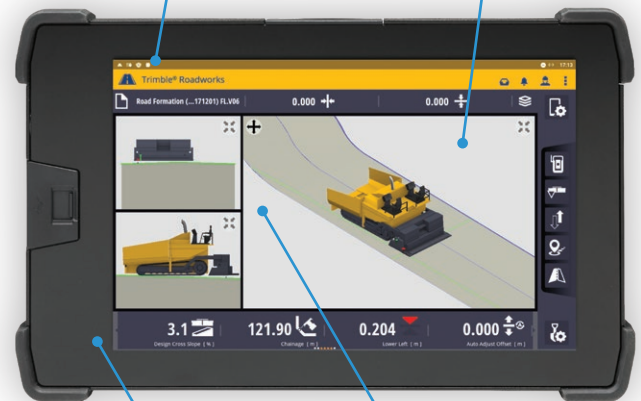 17:13
Trimble® Roadworks
Road Formation (...171201) FL.V06
0.000
0.000
3.1
Design Cross Slope [ % ]
121.90
Chainage [ m ]
0.204
Lower Left [ m ]
0.000
Auto Adjust Offset [ m ]